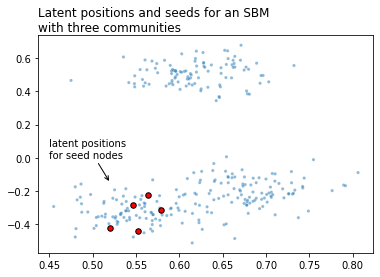 Latent positions and seeds for an SBM
with three communities
0.6
0.4
0.2
0.0
−0.2
−0.4
latent positions
for seed nodes
0.45 0.50 0.55 0.60 0.65 0.70 0.75 0.80